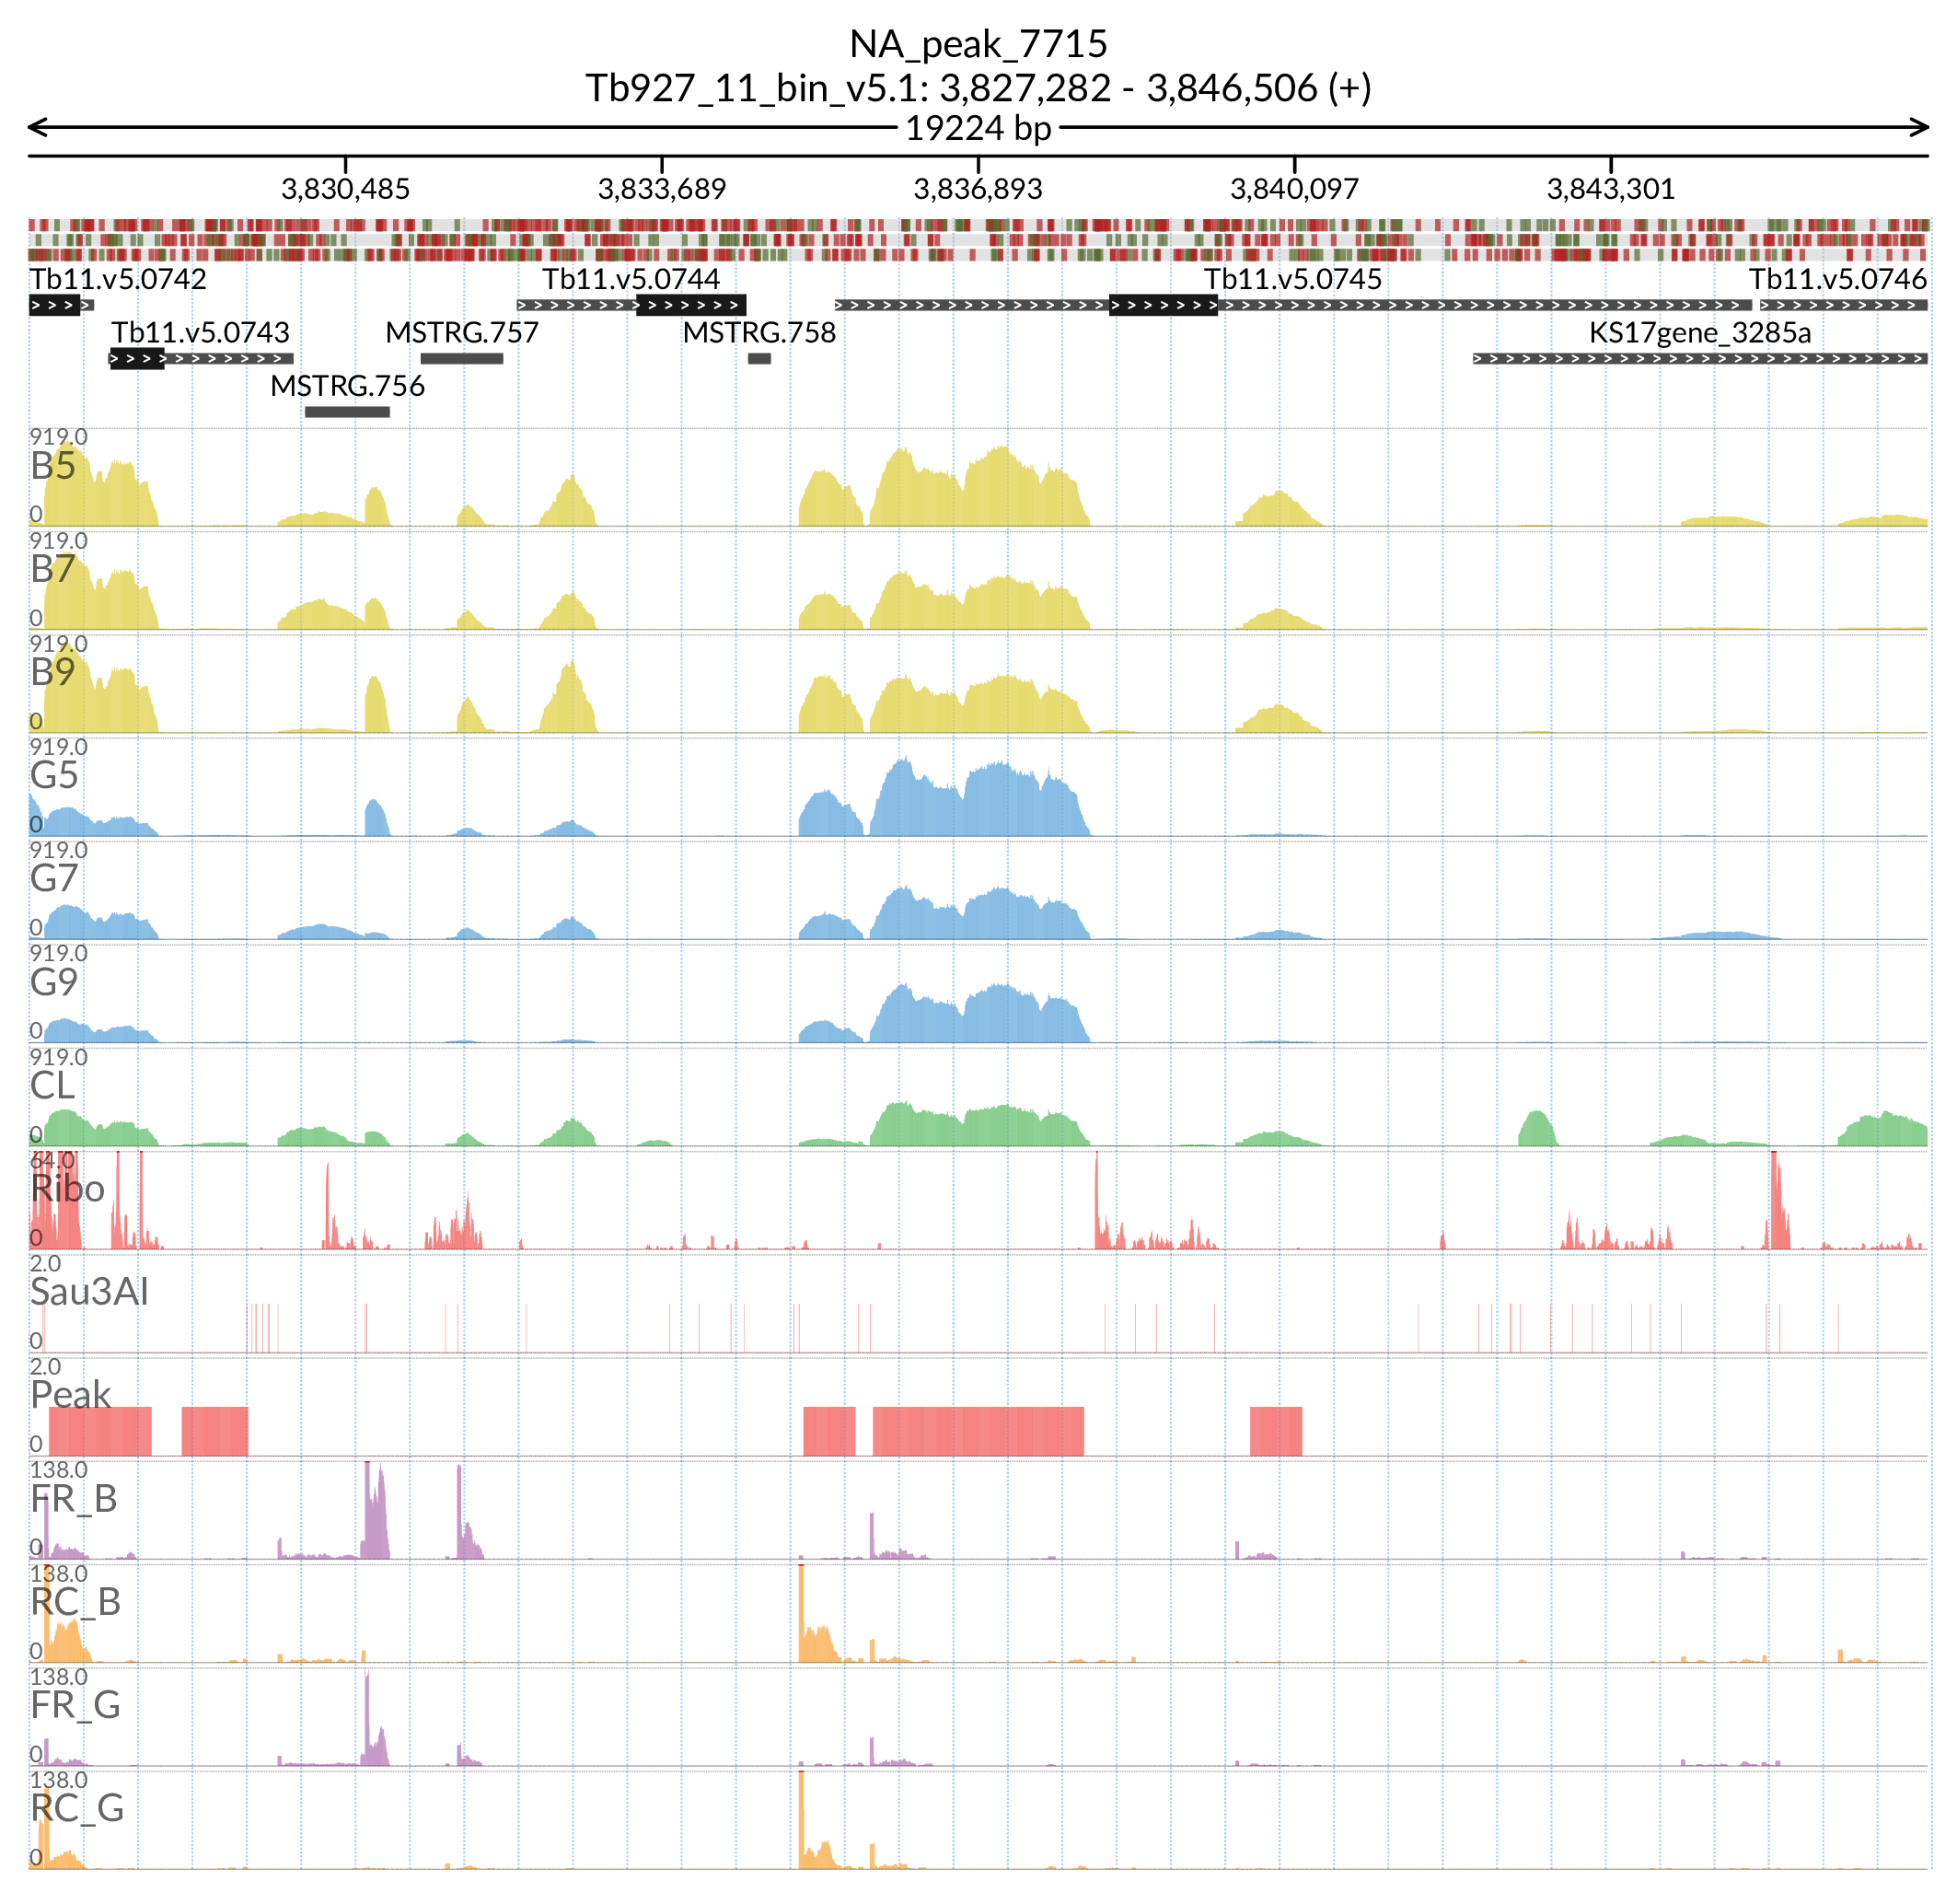 NA_peak_7715
Tb927_11_bin_v5.1: 3,827,282 - 3,846,506 (+)
19224 bp
3,830,485 3,833,689 3,836,893 3,840,097 3,843,301
Tb11.v5.0742 Tb11.v5.0744 Tb11.v5.0745 Tb11.v5.0746
Tb11.v5.0743 MSTRG.757 MSTRG.758 KS17gene_3285a
MSTRG.756
919.0
B5
0
919.0
B7
0
919.0
B9
0
919.0
G5
0
919.0
G7
0
919.0
G9
0
919.0
CL
0
64.0
Ribo
0
2.0
Sau3AI
0
2.0
Peak
0
138.0
FR_B
0
138.0
RC_B
0
138.0
FR_G
0
138.0
RC_G
0